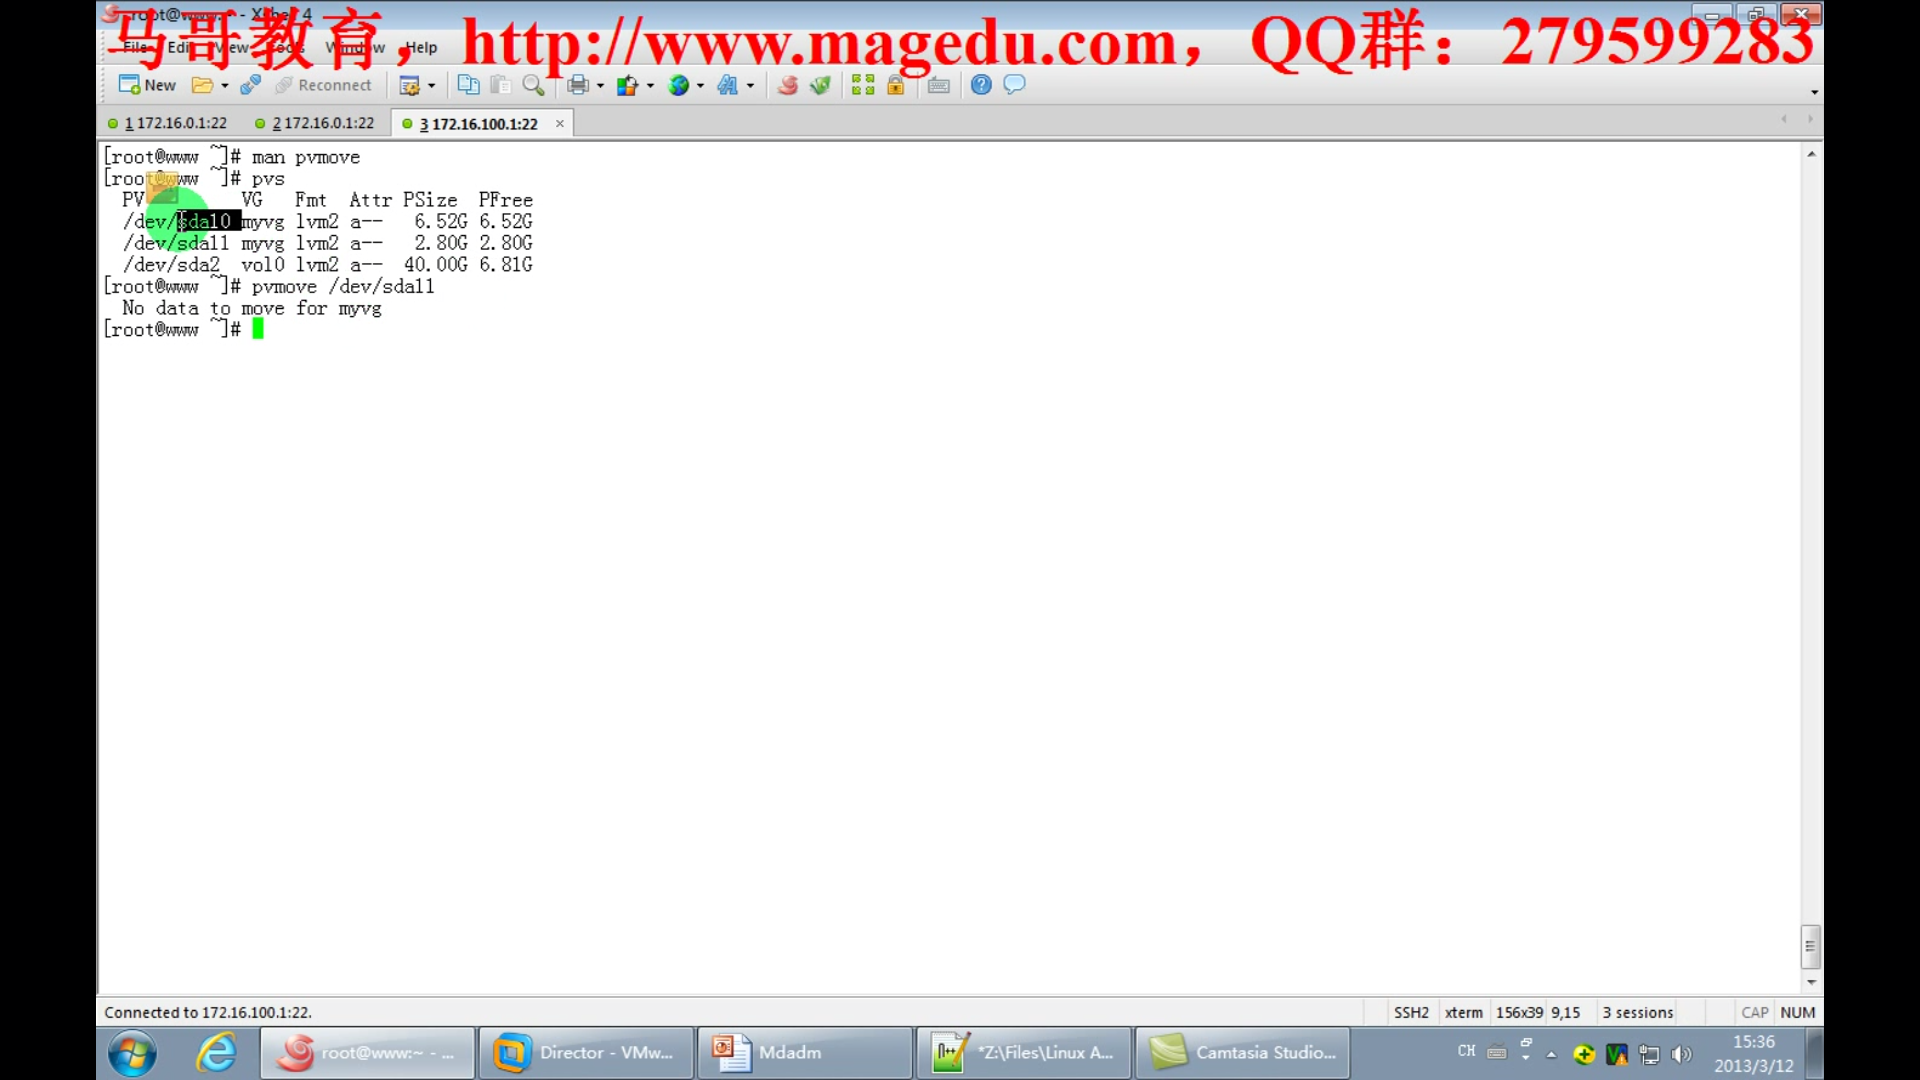 root@www:~ - Xshell 4
马哥教育，http://www.magedu.com，QQ群：279599283
File Edit View Tools Window Help
New Reconnect
1 172.16.0.1:22 2 172.16.0.1:22 3 172.16.100.1:22
[root@www ~]# man pvmove
[root@www ~]# pvs
PV VG Fmt Attr PSize PFree
/dev/sda10 myvg lvm2 a-- 6.52G 6.52G
/dev/sda11 myvg lvm2 a-- 2.80G 2.80G
/dev/sda2 vol0 lvm2 a-- 40.00G 6.81G
[root@www ~]# pvmove /dev/sda11
No data to move for myvg
[root@www ~]#
Connected to 172.16.100.1:22. SSH2 xterm 156x39 9,15 3 sessions CAP NUM
root@www:~ - ... Director - VMw... Mdadm *Z:\Files\Linux A... Camtasia Studio... CH 15:36
2013/3/12